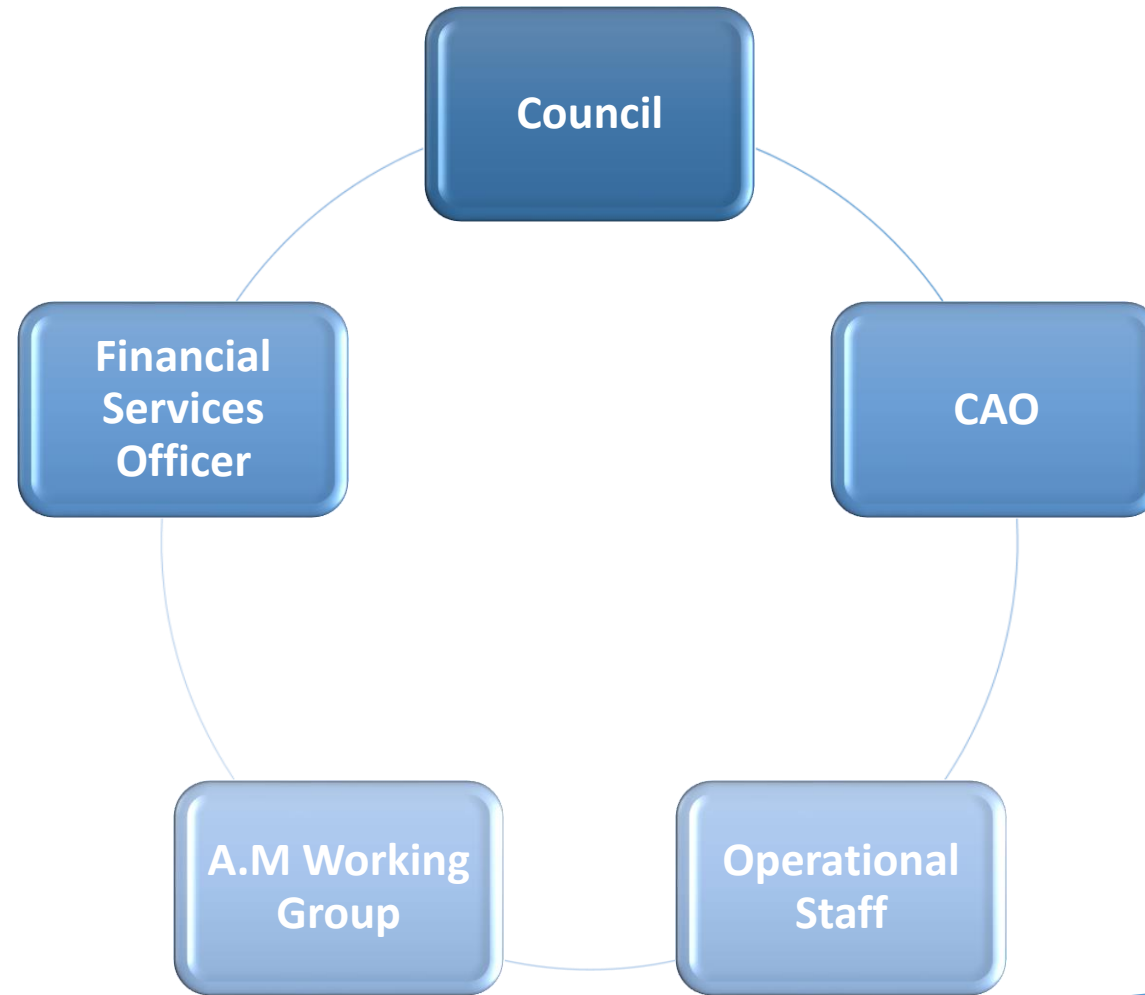 Council
Financial
Services
Officer
CAO
A.M Working
Group
Operational
Staff